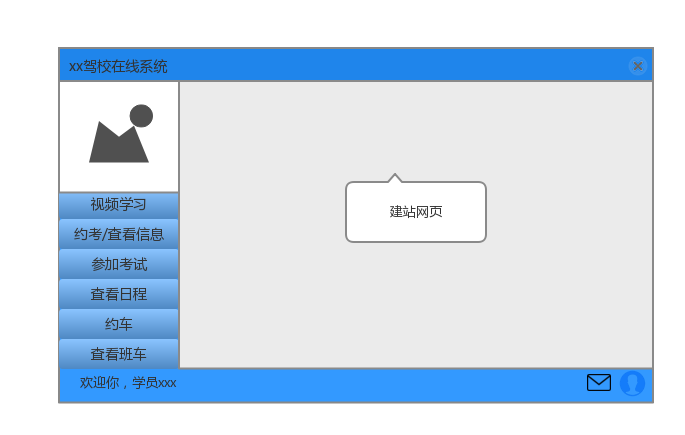 xx驾校在线系统
视频学习
约考/查看信息
参加考试
查看日程
约车
查看班车
建站网页
欢迎你，学员xxx